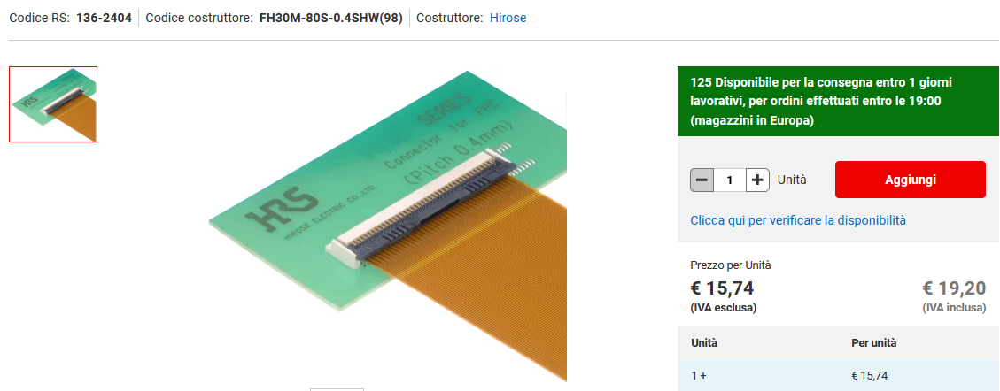 Codice RS: 136-2404 Codice costruttore: FH30M-80S-0.4SHW(98) Costruttore: Hirose
HRS
SERIES
Connector for FPC
(Pitch 0.4mm)
HRS
HIROSE ELECTRIC CO.,LTD.
125 Disponibile per la consegna entro 1 giorni
lavorativi, per ordini effettuati entro le 19:00
(magazzini in Europa)
1 Unità
Aggiungi
Clicca qui per verificare la disponibilità
Prezzo per Unità
€ 15,74 € 19,20
(IVA esclusa) (IVA inclusa)
Unità Per unità
1 + € 15,74